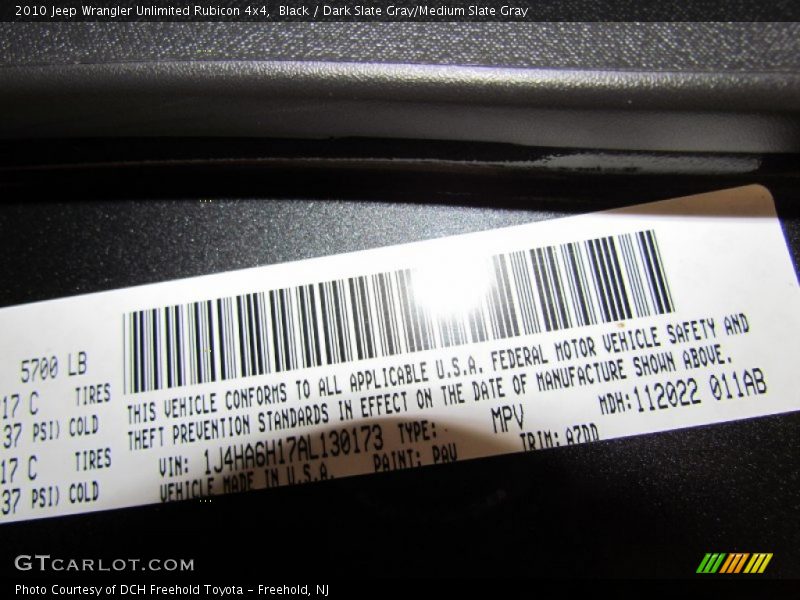 2010 Jeep Wrangler Unlimited Rubicon 4x4, Black / Dark Slate Gray/Medium Slate Gray
5700 LB
17 C TIRES
37 PSI) COLD
17 C TIRES
37 PSI) COLD
THIS VEHICLE CONFORMS TO ALL APPLICABLE U.S.A. FEDERAL MOTOR VEHICLE SAFETY AND
THEFT PREVENTION STANDARDS IN EFFECT ON THE DATE OF MANUFACTURE SHOWN ABOVE.
VIN: 1J4HA6H17AL130173 TYPE: MPV MDH:112022 011AB
VEHICLE MADE IN U.S.A. PAINT: TRIM: A7DD
GTCARLOT.COM
Photo Courtesy of DCH Freehold Toyota - Freehold, NJ